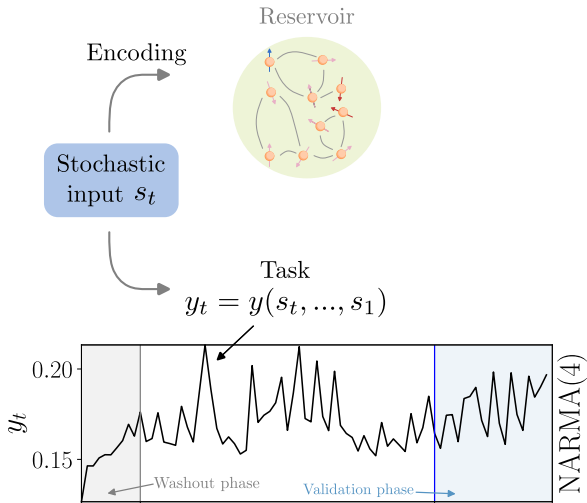 Reservoir
Encoding
Stochastic
input s_t
Task
y_t = y(s_t, ..., s_1)
0.20
0.15
y_t
Washout phase
Validation phase
NARMA(4)